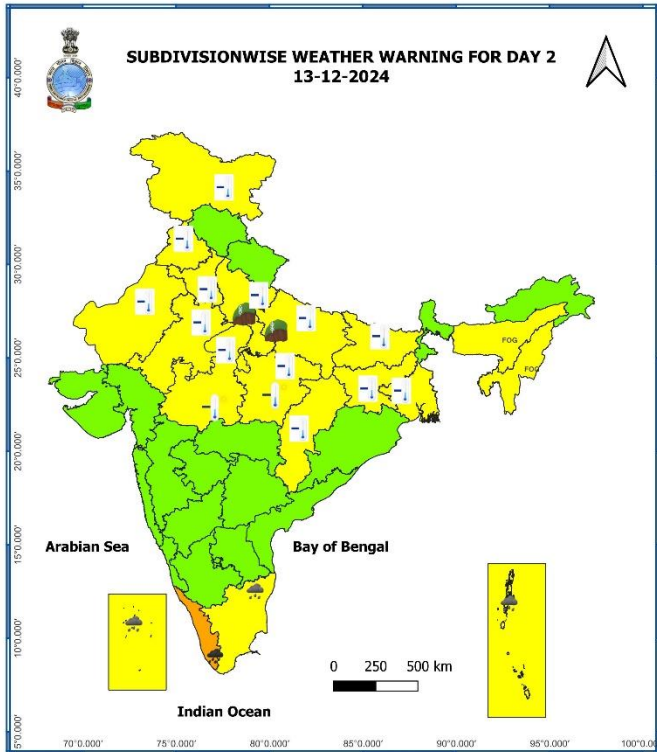 SUBDIVISIONWISE WEATHER WARNING FOR DAY 2
13-12-2024
40°0.000'
35°0.000'
30°0.000'
25°0.000'
20°0.000'
15°0.000'
10°0.000'
5°0.000'
FOG
FOG
Arabian Sea
Bay of Bengal
0 250 500 km
Indian Ocean
70°0.000' 75°0.000' 80°0.000' 85°0.000' 90°0.000' 95°0.000' 100°0.000'